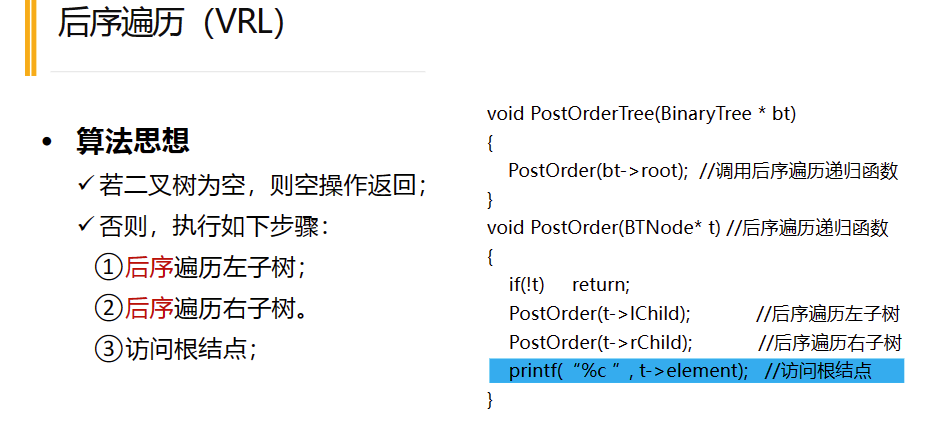 后序遍历（VRL）
• 算法思想
✓若二叉树为空，则空操作返回；
✓否则，执行如下步骤：
①后序遍历左子树；
②后序遍历右子树。
③访问根结点；
void PostOrderTree(BinaryTree * bt)
{
PostOrder(bt->root); //调用后序遍历递归函数
}
void PostOrder(BTNode* t) //后序遍历递归函数
{
if(!t) return;
PostOrder(t->lChild); //后序遍历左子树
PostOrder(t->rChild); //后序遍历右子树
printf(“%c ”, t->element); //访问根结点
}